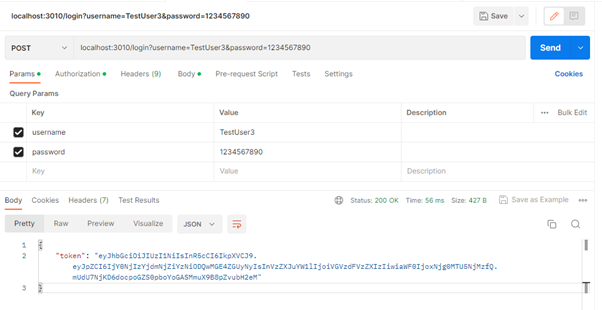 localhost:3010/login?username=TestUser3&password=1234567890
Save
POST
localhost:3010/login?username=TestUser3&password=1234567890
Send
Params
Authorization
Headers (9)
Body
Pre-request Script
Tests
Settings
Cookies
Query Params
Key
Value
Description
Bulk Edit
username
TestUser3
password
1234567890
Key
Value
Description
Body
Cookies
Headers (7)
Test Results
Status: 200 OK
Time: 56 ms
Size: 427 B
Save as Example
Pretty
Raw
Preview
Visualize
JSON
1
{
2
"token": "eyJhbGciOiJIUzI1NiIsInR5cCI6IkpXVCJ9.
3
}